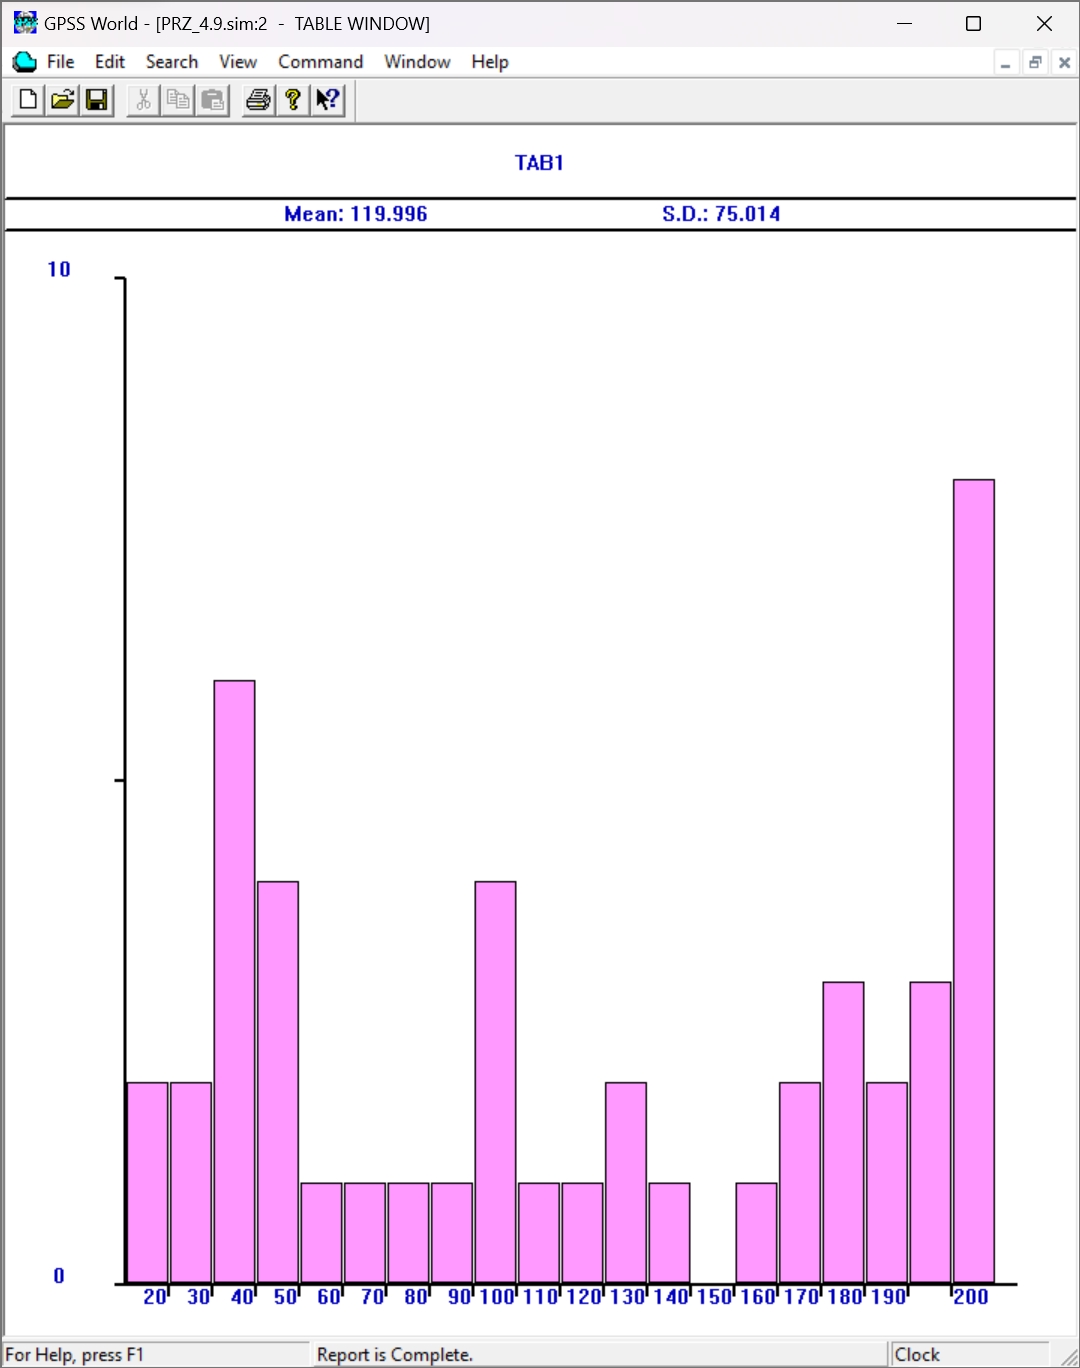 GPSS World - [PRZ_4.9.sim:2 - TABLE WINDOW]
File Edit Search View Command Window Help
TAB1
Mean: 119.996 S.D.: 75.014
10
0
20 30 40 50 60 70 80 90 100 110 120 130 140 150 160 170 180 190 200
For Help, press F1 Report is Complete. Clock